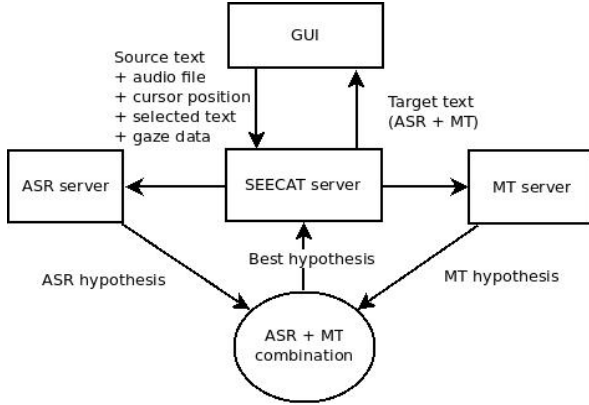 GUI
Source text
+ audio file
+ cursor position
+ selected text
+ gaze data
Target text
(ASR + MT)
ASR server
SEECAT server
MT server
ASR hypothesis
Best hypothesis
MT hypothesis
ASR + MT
combination